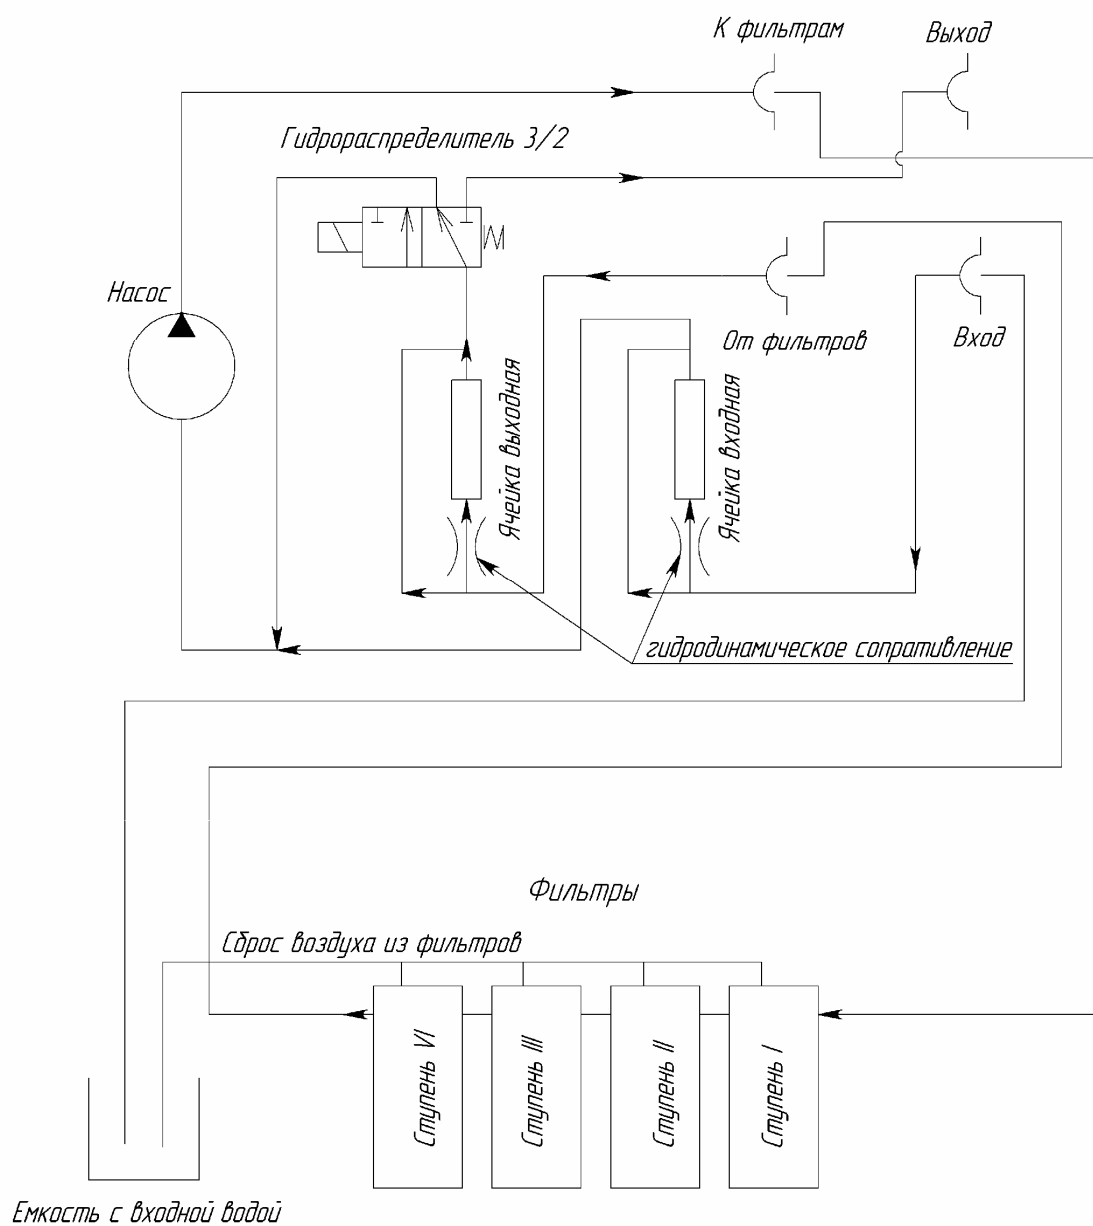 К фильтрам
Выход
Гидрораспределитель 3/2
Насос
От фильтров
Вход
Ячейка выходная
Ячейка входная
гидродинамическое сопративление
Фильтры
Сброс воздуха из фильтров
Ступень VI
Ступень III
Ступень II
Ступень I
Емкость с входной водой